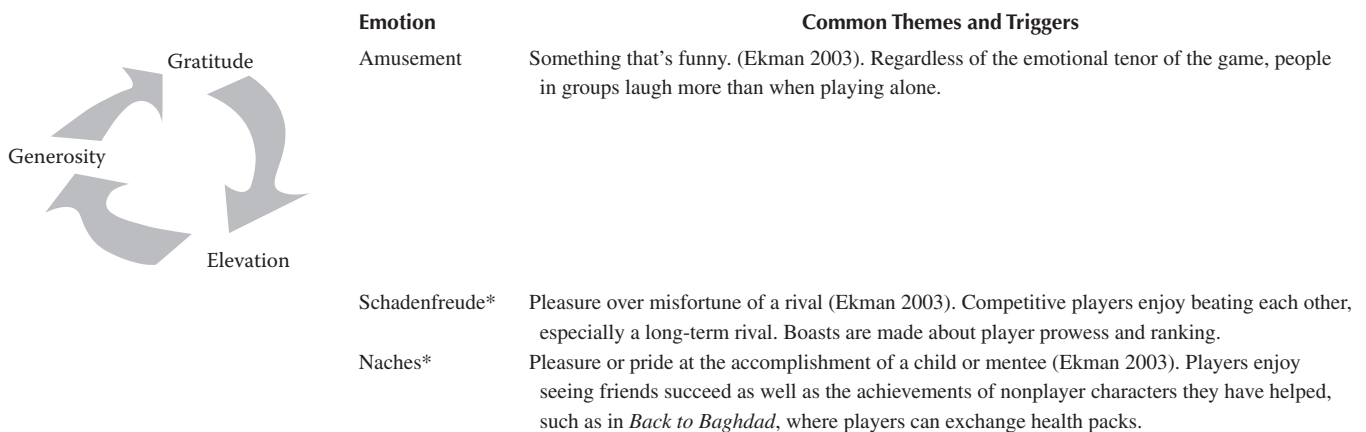 Emotion Common Themes and Triggers
Gratitude
Generosity
Elevation
Amusement Something that's funny. (Ekman 2003). Regardless of the emotional tenor of the game, people
in groups laugh more than when playing alone.
Schadenfreude* Pleasure over misfortune of a rival (Ekman 2003). Competitive players enjoy beating each other,
especially a long-term rival. Boasts are made about player prowess and ranking.
Naches* Pleasure or pride at the accomplishment of a child or mentee (Ekman 2003). Players enjoy
seeing friends succeed as well as the achievements of nonplayer characters they have helped,
such as in Back to Baghdad, where players can exchange health packs.